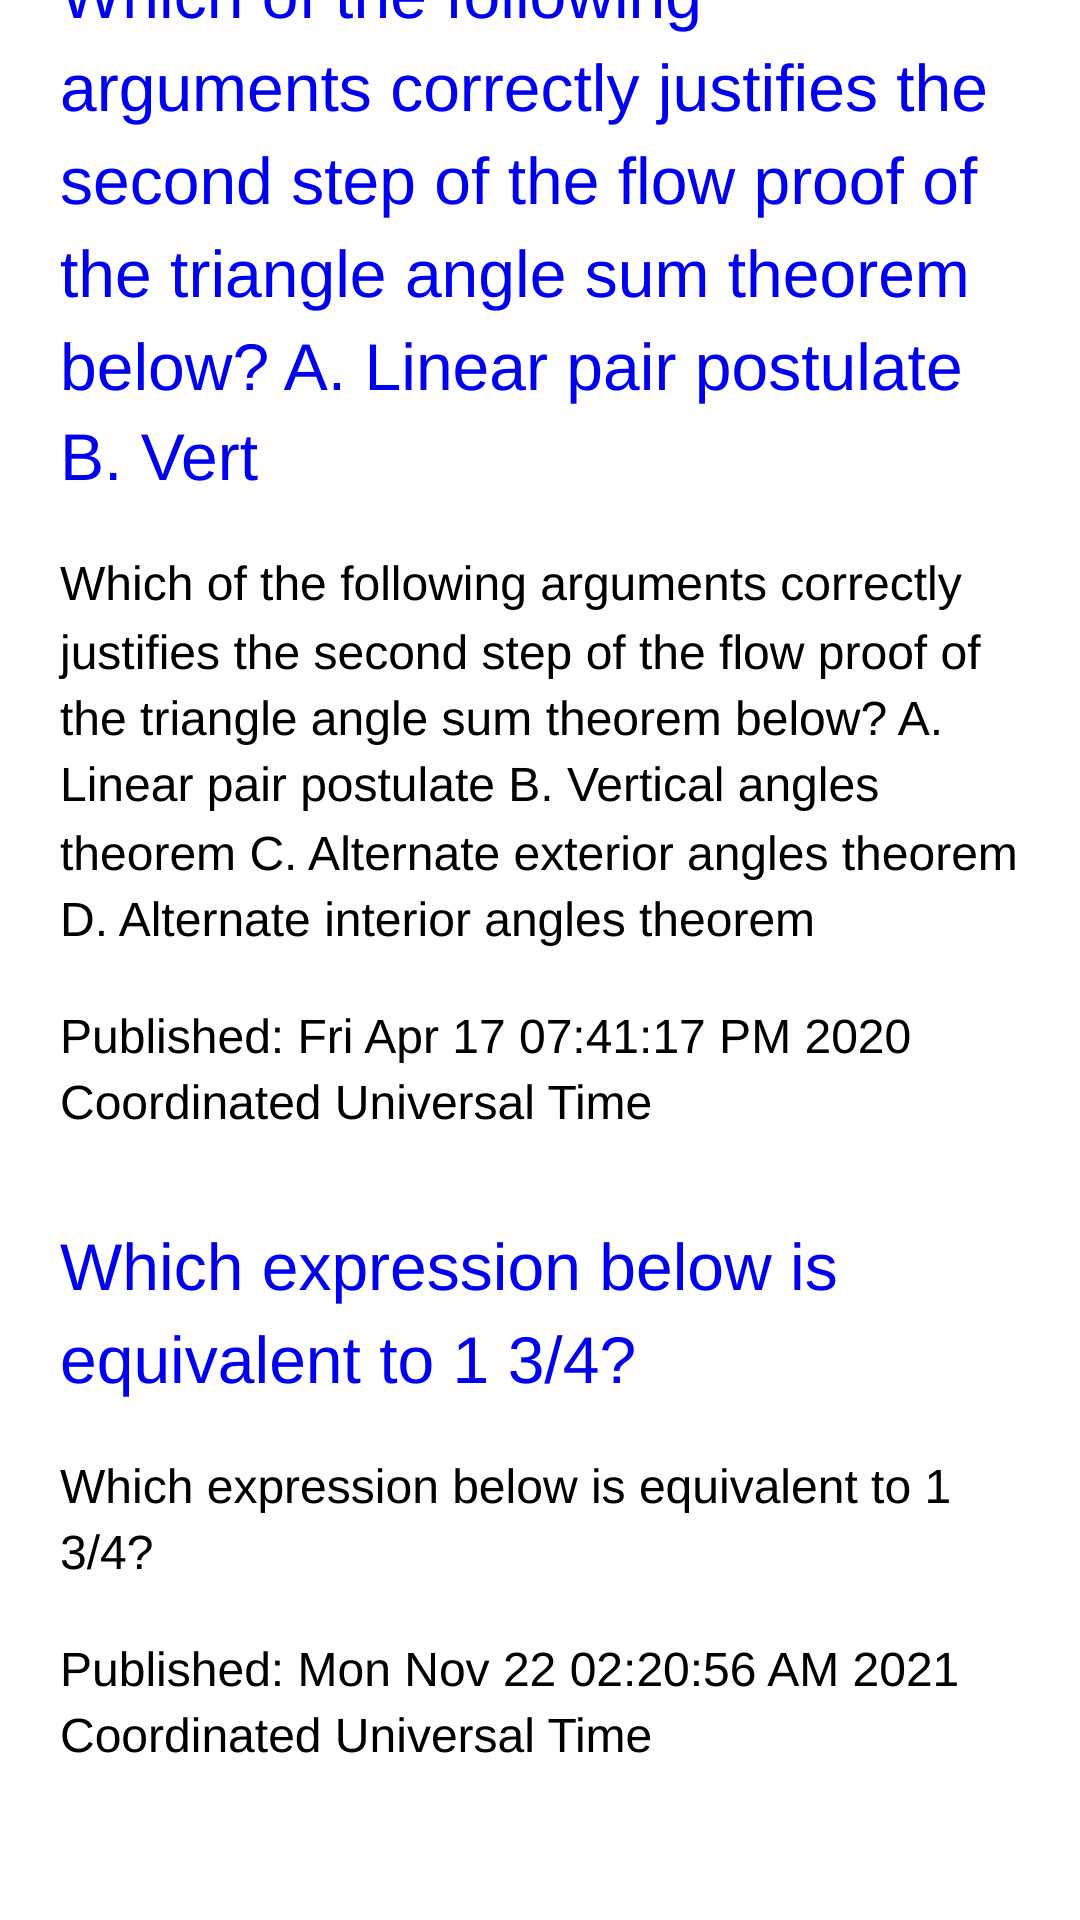 Which of the following
arguments correctly justifies the
second step of the flow proof of
the triangle angle sum theorem
below? A. Linear pair postulate
B. Vert
Which of the following arguments correctly
justifies the second step of the flow proof of
the triangle angle sum theorem below? A.
Linear pair postulate B. Vertical angles
theorem C. Alternate exterior angles theorem
D. Alternate interior angles theorem
Published: Fri Apr 17 07:41:17 PM 2020
Coordinated Universal Time
Which expression below is
equivalent to 1 3/4?
Which expression below is equivalent to 1
3/4?
Published: Mon Nov 22 02:20:56 AM 2021
Coordinated Universal Time